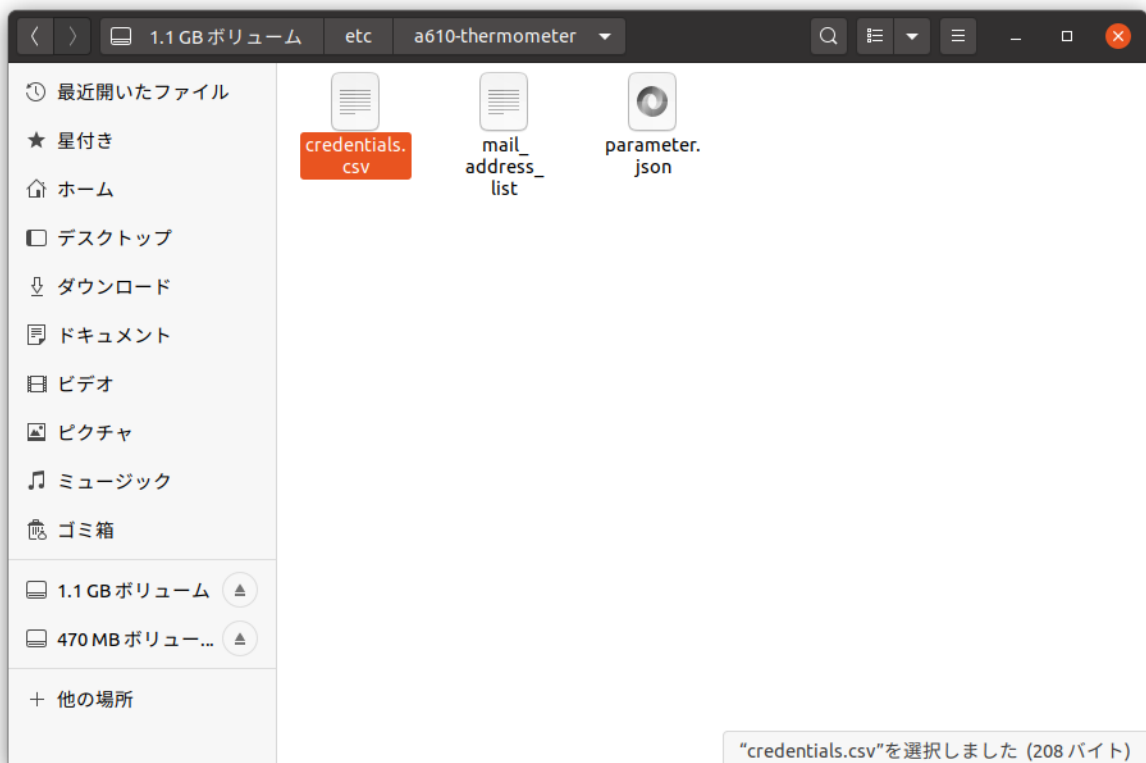 1.1 GB ボリューム etc a610-thermometer
最近開いたファイル
星付き
ホーム
デスクトップ
ダウンロード
ドキュメント
ビデオ
ピクチャ
ミュージック
ゴミ箱
1.1 GB ボリューム
470 MB ボリュー...
他の場所
credentials.
csv
mail_
address_
list
parameter.
json
“credentials.csv”を選択しました (208 バイト)